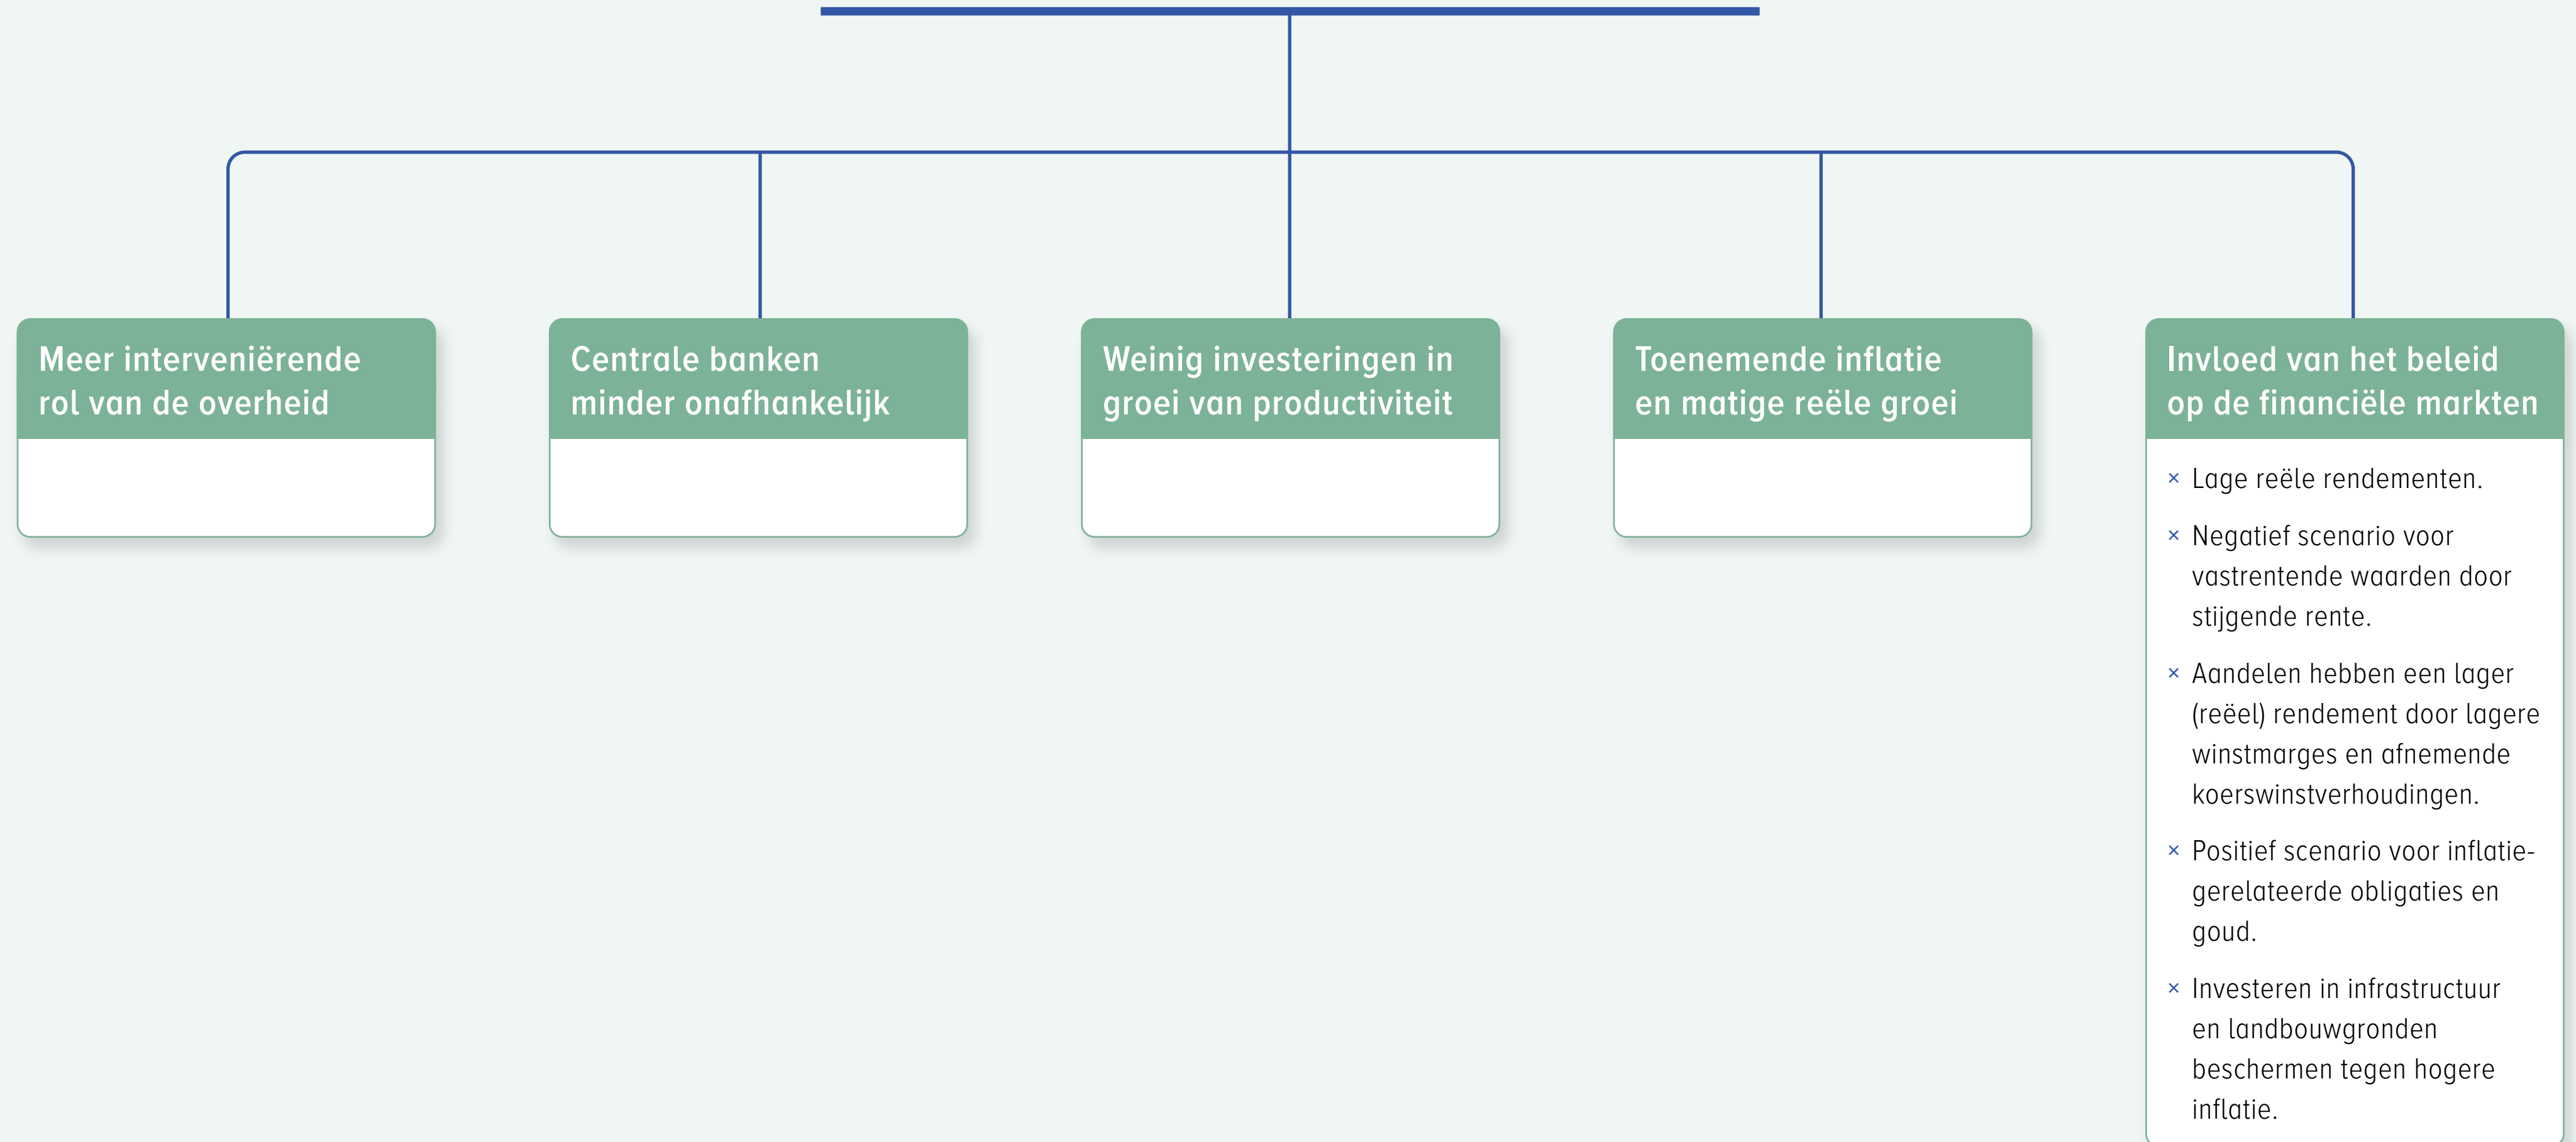 Meer interveniërende
rol van de overheid
Centrale banken
minder onafhankelijk
Weinig investeringen in
groei van productiviteit
Toenemende inflatie
en matige reële groei
Invloed van het beleid
op de financiële markten
× Lage reële rendementen.
× Negatief scenario voor
vastrentende waarden door
stijgende rente.
× Aandelen hebben een lager
(reëel) rendement door lagere
winstmarges en afnemende
koerswinstverhoudingen.
× Positief scenario voor inflatie-
gerelateerde obligaties en
goud.
× Investeren in infrastructuur
en landbouwgronden
beschermen tegen hogere
inflatie.